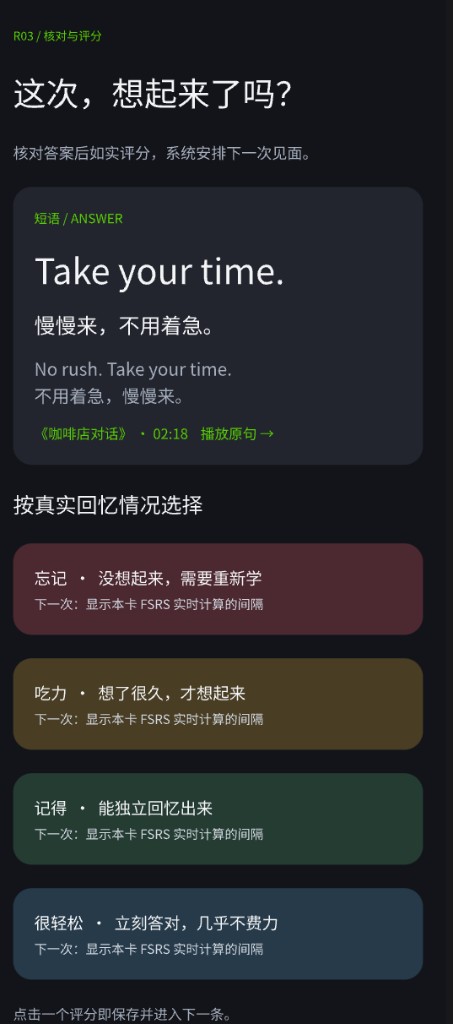 R03 / 核对与评分
这次，想起来了吗？
核对答案后如实评分，系统安排下一次见面。
短语 / ANSWER
Take your time.
慢慢来，不用着急。
No rush. Take your time.
不用着急，慢慢来。
《咖啡店对话》 · 02:18 播放原句 →
按真实回忆情况选择
忘记 · 没想起来，需要重新学
下一次：显示本卡 FSRS 实时计算的间隔
吃力 · 想了很久，才想起来
下一次：显示本卡 FSRS 实时计算的间隔
记得 · 能独立回忆出来
下一次：显示本卡 FSRS 实时计算的间隔
很轻松 · 立刻答对，几乎不费力
下一次：显示本卡 FSRS 实时计算的间隔
点击一个评分即保存并进入下一条。